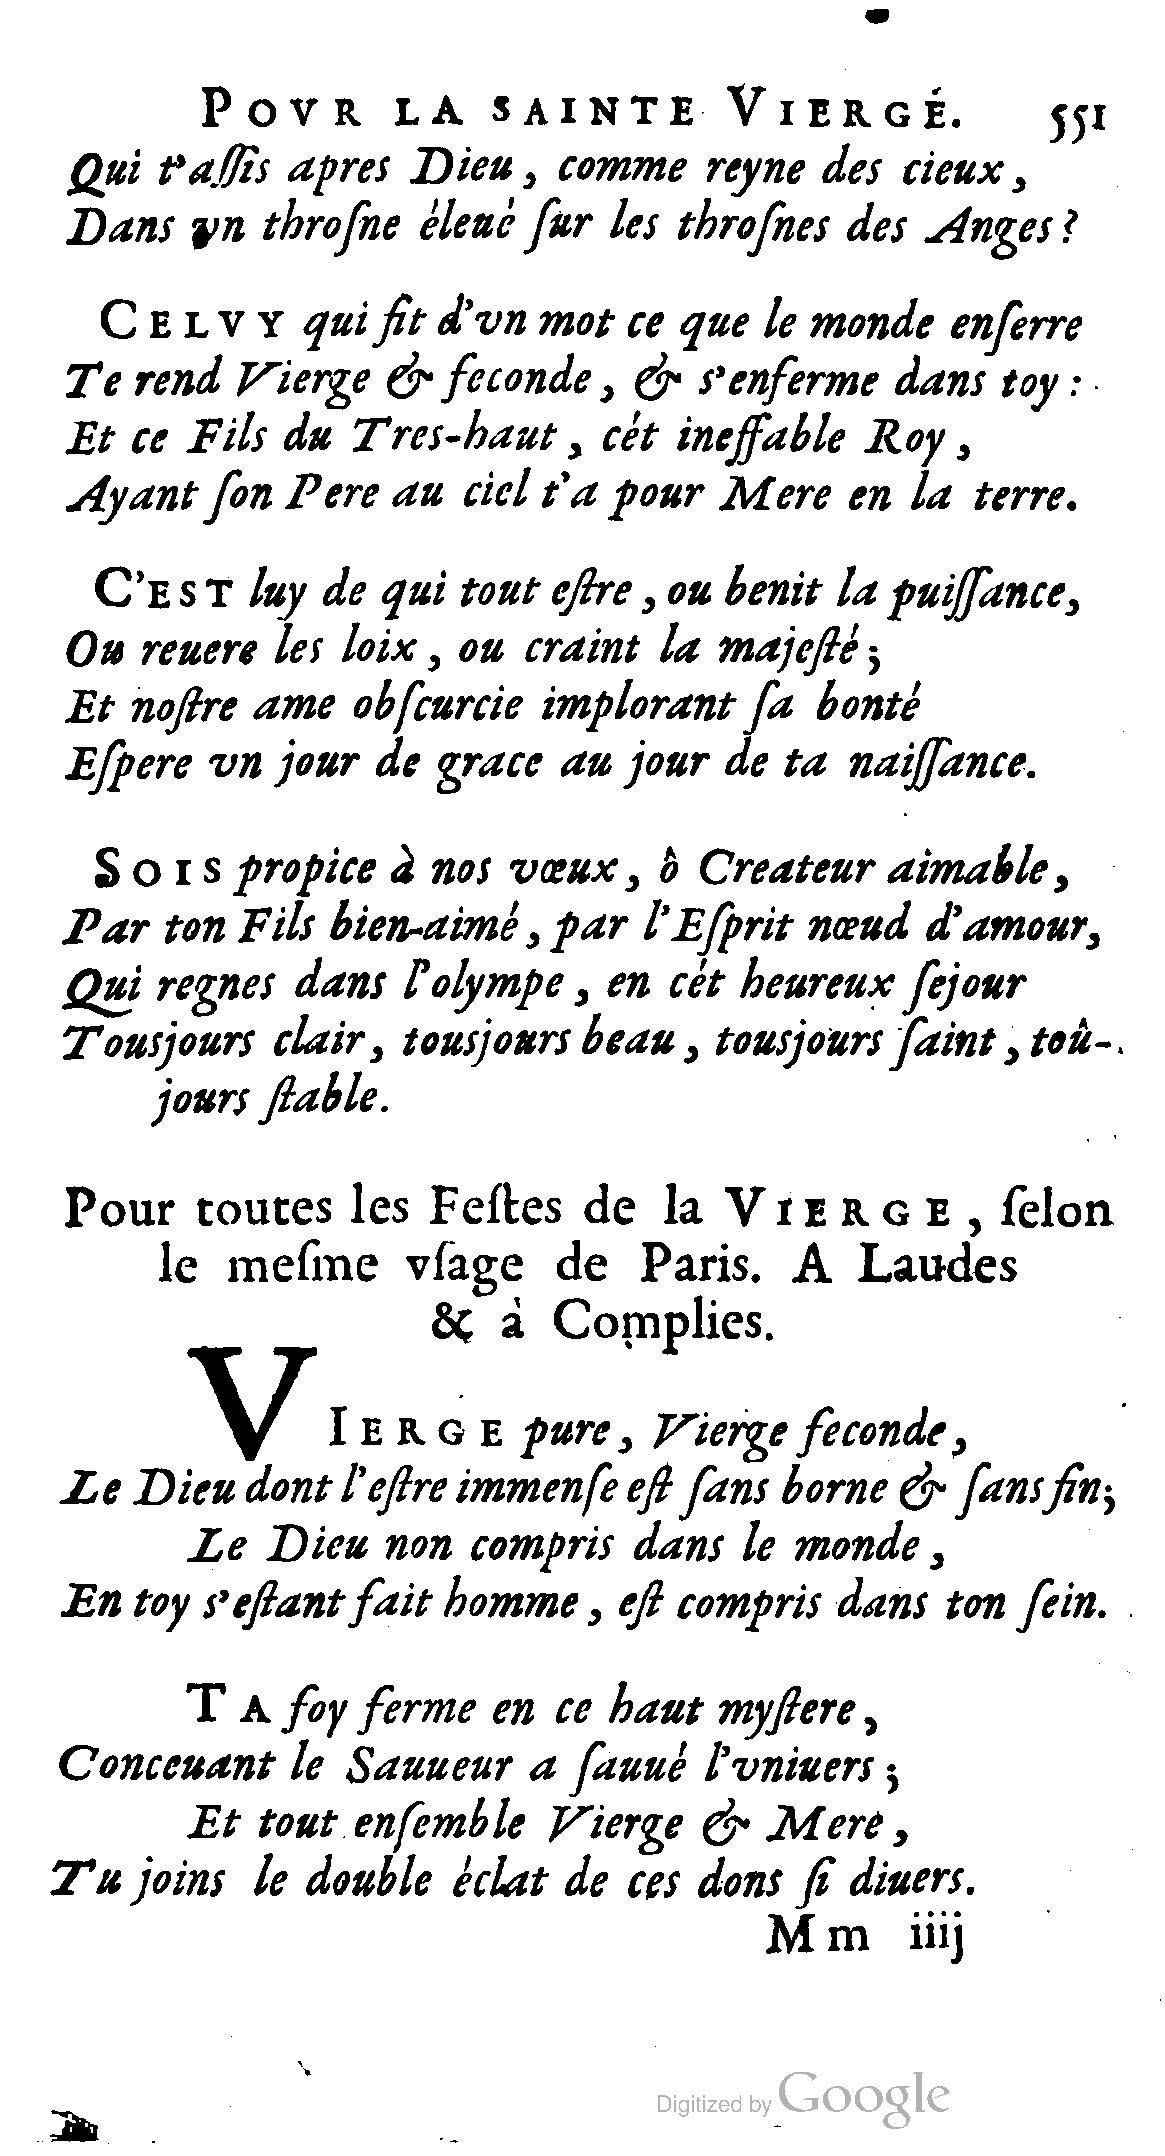 POVR LA SAINTE VIERGÉ. 551
Qui t'aſſis apres Dieu, comme reyne des cieux,
Dans vn throſne éleué ſur les throſnes des Anges?
CELVY qui fit d'vn mot ce que le monde enſerre
Te rend Vierge & feconde, & s'enferme dans toy:
Et ce Fils du Tres-haut, cét ineffable Roy,
Ayant ſon Pere au ciel t'a pour Mere en la terre.
C'EST luy de qui tout eſtre, ou benit la puiſſance,
Ou reuere les loix, ou craint la majeſté;
Et noſtre ame obſcurcie implorant ſa bonté
Eſpere vn jour de grace au jour de ta naiſſance.
SOIS propice à nos vœux, ô Createur aimable,
Par ton Fils bien-aimé, par l'Eſprit nœud d'amour,
Qui regnes dans l'olympe, en cét heureux ſejour
Tousjours clair, tousjours beau, tousjours ſaint, toû-
jours ſtable.
Pour toutes les Feſtes de la VIERGE, ſelon
le meſme vſage de Paris. A Laudes
& à Complies.
VIERGE pure, Vierge feconde,
Le Dieu dont l'eſtre immenſe eſt ſans borne & ſans fin;
Le Dieu non compris dans le monde,
En toy s'eſtant fait homme, eſt compris dans ton ſein.
TA foy ferme en ce haut myſtere,
Conceuant le Sauueur a ſauué l'vniuers;
Et tout enſemble Vierge & Mere,
Tu joins le double éclat de ces dons ſi diuers.
Mm iiij
Digitized by Google